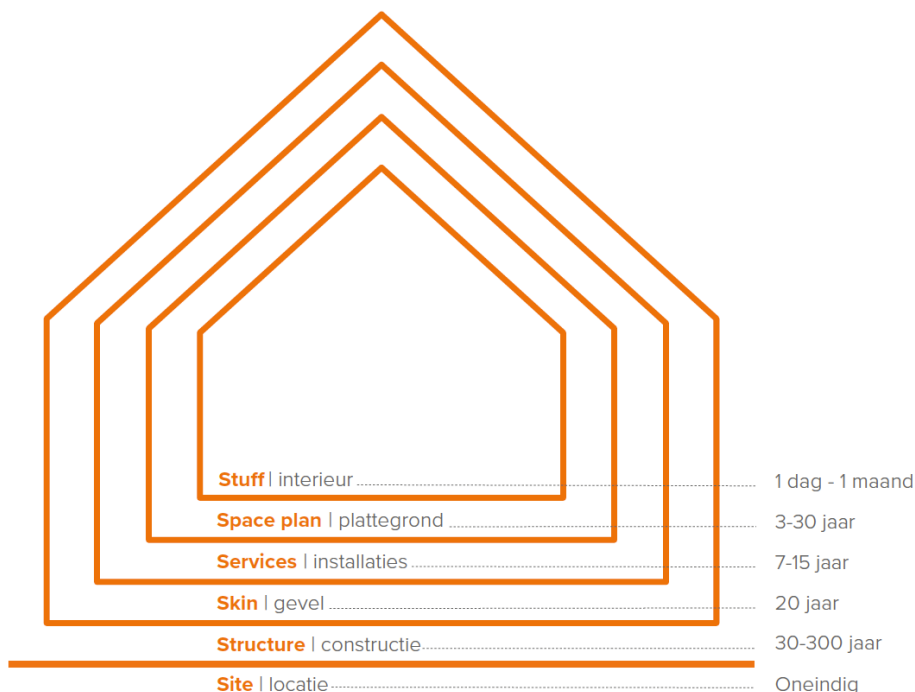 Stuff | interieur 1 dag - 1 maand
Space plan | plattegrond 3-30 jaar
Services | installaties 7-15 jaar
Skin | gevel 20 jaar
Structure | constructie 30-300 jaar
Site | locatie Oneindig